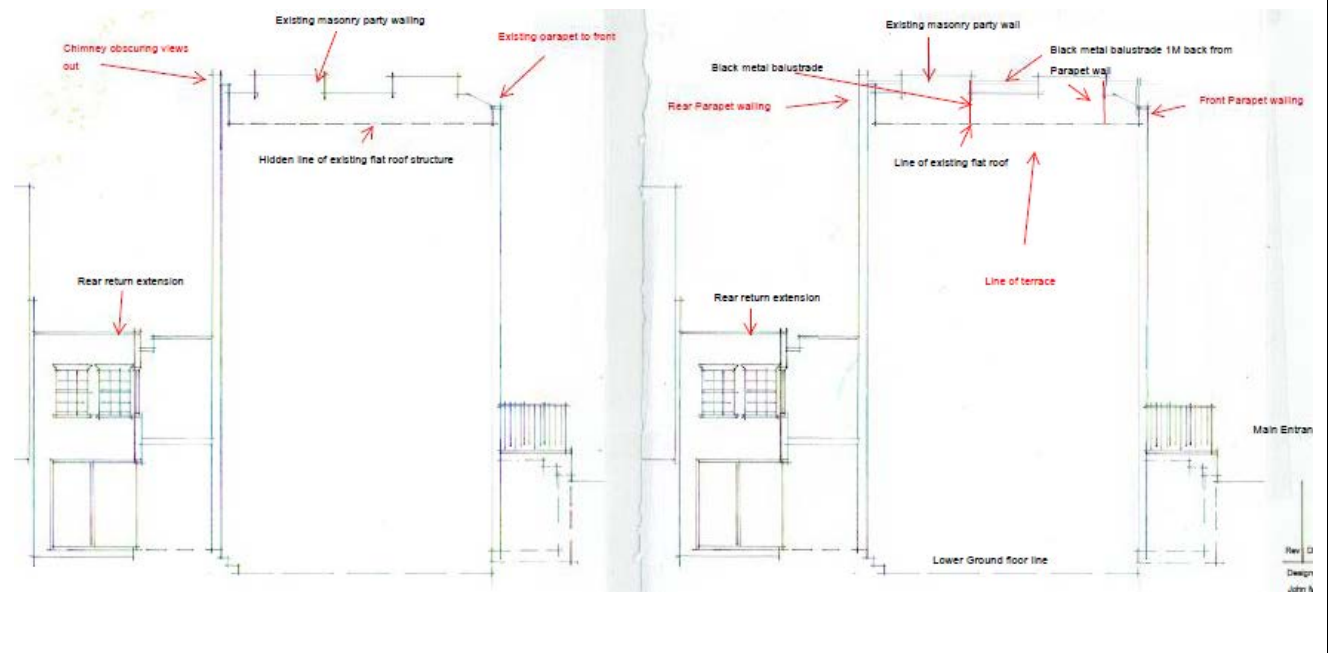 Existing masonry party walling
Chimney obscuring views
out
Existing parapet to front
Hidden line of existing flat roof structure
Rear return extension
Existing masonry party wall
Black metal balustrade 1M back from
Parapet wall
Black metal balustrade
Rear Parapet walling
Front Parapet walling
Line of existing flat roof
Line of terrace
Rear return extension
Main Entran
Lower Ground floor line
Rev
Design
John M